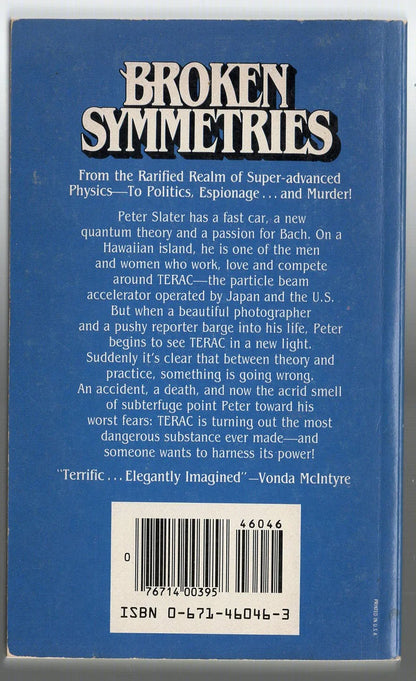 BROKEN
SYMMETRIES
From the Rarified Realm of Super-advanced
Physics—To Politics, Espionage...and Murder!
Peter Slater has a fast car, a new
quantum theory and a passion for Bach. On a
Hawaiian island, he is one of the men
and women who work, love and compete
around TERAC—the particle beam
accelerator operated by Japan and the U.S.
But when a beautiful photographer
and a pushy reporter barge into his life, Peter
begins to see TERAC in a new light.
Suddenly it's clear that between theory and
practice, something is going wrong.
An accident, a death, and now the acrid smell
of subterfuge point Peter toward his
worst fears: TERAC is turning out the most
dangerous substance ever made—and
someone wants to harness its power!
"Terrific...Elegantly Imagined"—Vonda McIntyre
46046
0
76714 00395
ISBN 0-671-46046-3
PRINTED IN U.S.A.